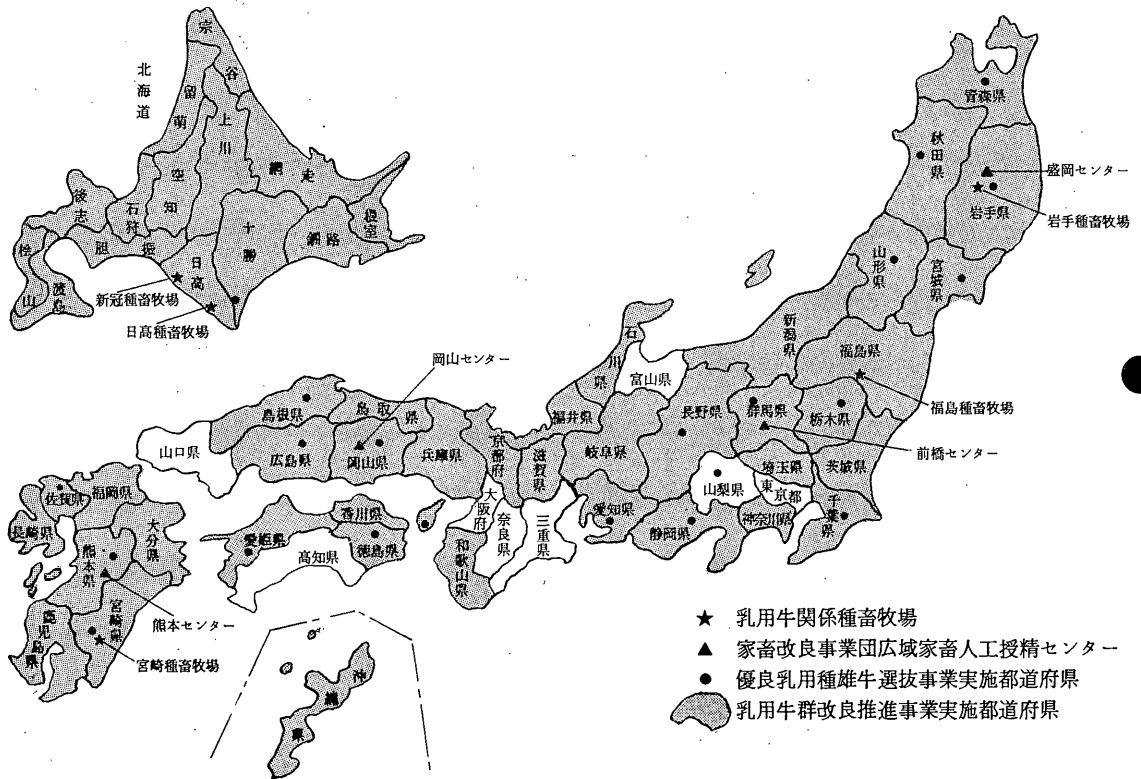 北海道
宗谷
留萌
上川
網走
空知
後志
石狩
十勝
根室
釧路
胆振
日高
桧山
渡島
新冠種畜牧場
日高種畜牧場
青森県
秋田県
盛岡センター
岩手県
岩手種畜牧場
山形県
宮城県
新潟県
福島県
福島種畜牧場
石川県
富山県
長野県
群馬県
栃木県
前橋センター
福井県
岐阜県
埼玉県
茨城県
山梨県
東京都
千葉県
神奈川県
愛知県
静岡県
岡山センター
島根県
鳥取県
山口県
広島県
岡山県
兵庫県
京都府
滋賀県
大阪府
奈良県
三重県
和歌山県
香川県
愛媛県
徳島県
高知県
佐賀県
福岡県
長崎県
大分県
熊本県
宮崎県
鹿児島県
熊本センター
宮崎種畜牧場
沖縄県
★ 乳用牛関係種畜牧場
▲ 家畜改良事業団広域家畜人工授精センター
● 優良乳用種雄牛選抜事業実施都道府県
乳用牛群改良推進事業実施都道府県